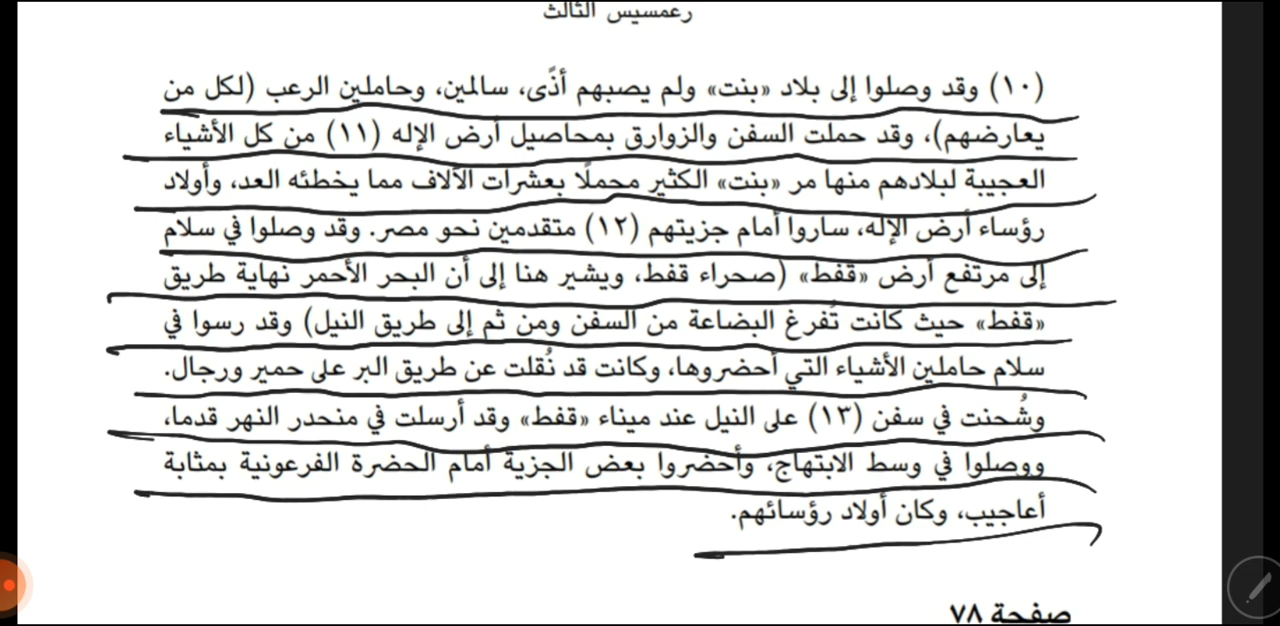 رعمسيس الثالث
(١٠) وقد وصلوا إلى بلاد «بنت» ولم يصبهم أذًى، سالمين، وحاملين الرعب (لكل من
يعارضهم)، وقد حملت السفن والزوارق بمحاصيل أرض الإله (١١) من كل الأشياء
العجيبة لبلادهم منها مر «بنت» الكثير محملًا بعشرات الآلاف مما يخطئه العد، وأولاد
رؤساء أرض الإله، ساروا أمام جزيتهم (١٢) متقدمين نحو مصر. وقد وصلوا في سلام
إلى مرتفع أرض «قفط» (صحراء قفط، ويشير هنا إلى أن البحر الأحمر نهاية طريق
«قفط» حيث كانت تُفرغ البضاعة من السفن ومن ثم إلى طريق النيل) وقد رسوا في
سلام حاملين الأشياء التي أحضروها، وكانت قد نُقلت عن طريق البر على حمير ورجال.
وشُحنت في سفن (١٣) على النيل عند ميناء «قفط» وقد أرسلت في منحدر النهر قدما،
ووصلوا في وسط الابتهاج، وأحضروا بعض الجزية أمام الحضرة الفرعونية بمثابة
أعاجيب، وكان أولاد رؤسائهم.
صفحة ٧٨